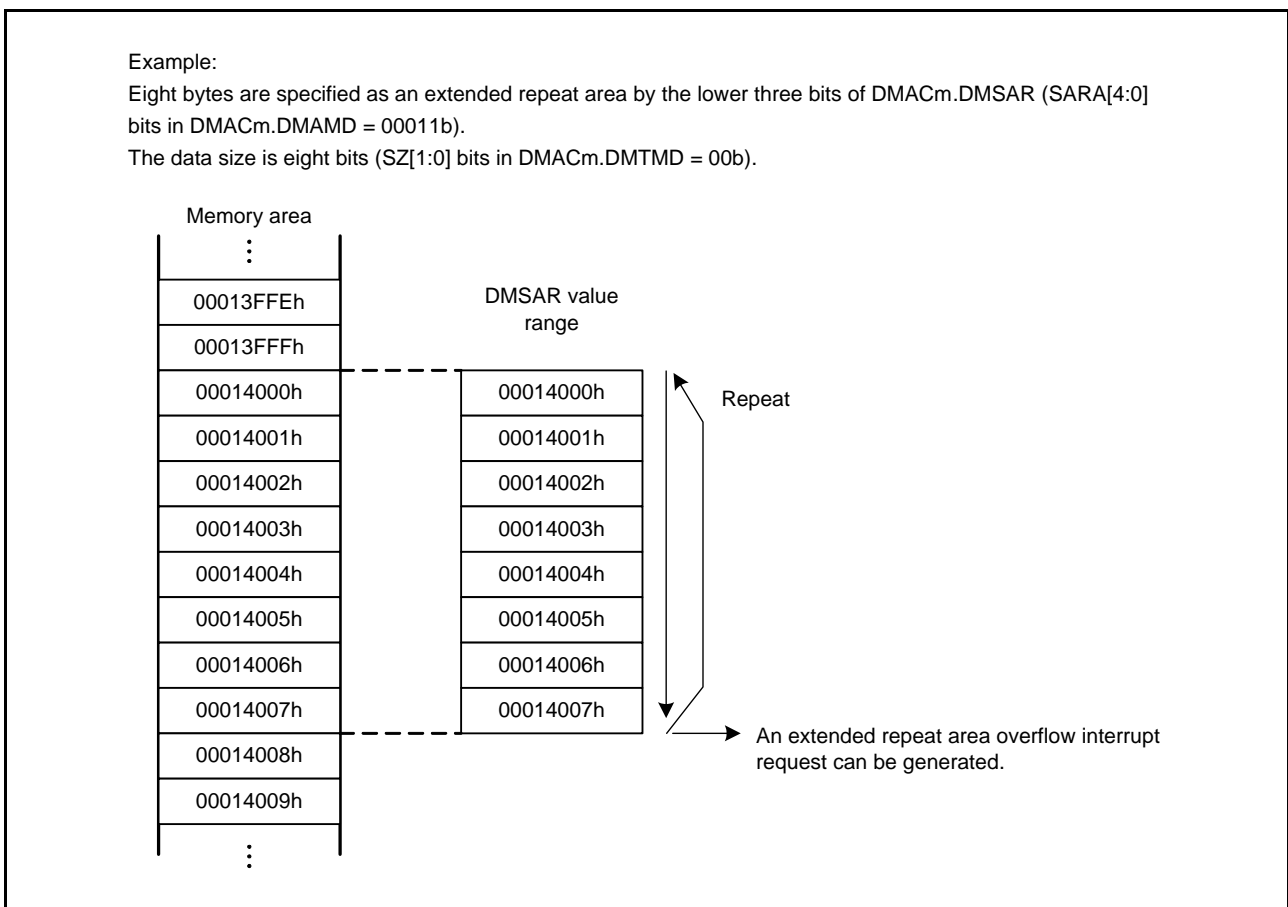 Example:
Eight bytes are specified as an extended repeat area by the lower three bits of DMACm.DMSAR (SARA[4:0]
bits in DMACm.DMAMD = 00011b).
The data size is eight bits (SZ[1:0] bits in DMACm.DMTMD = 00b).
Memory area
00013FFEh
00013FFFh
00014000h
00014001h
00014002h
00014003h
00014004h
00014005h
00014006h
00014007h
00014008h
00014009h
DMSAR value
range
00014000h
00014001h
00014002h
00014003h
00014004h
00014005h
00014006h
00014007h
Repeat
An extended repeat area overflow interrupt
request can be generated.